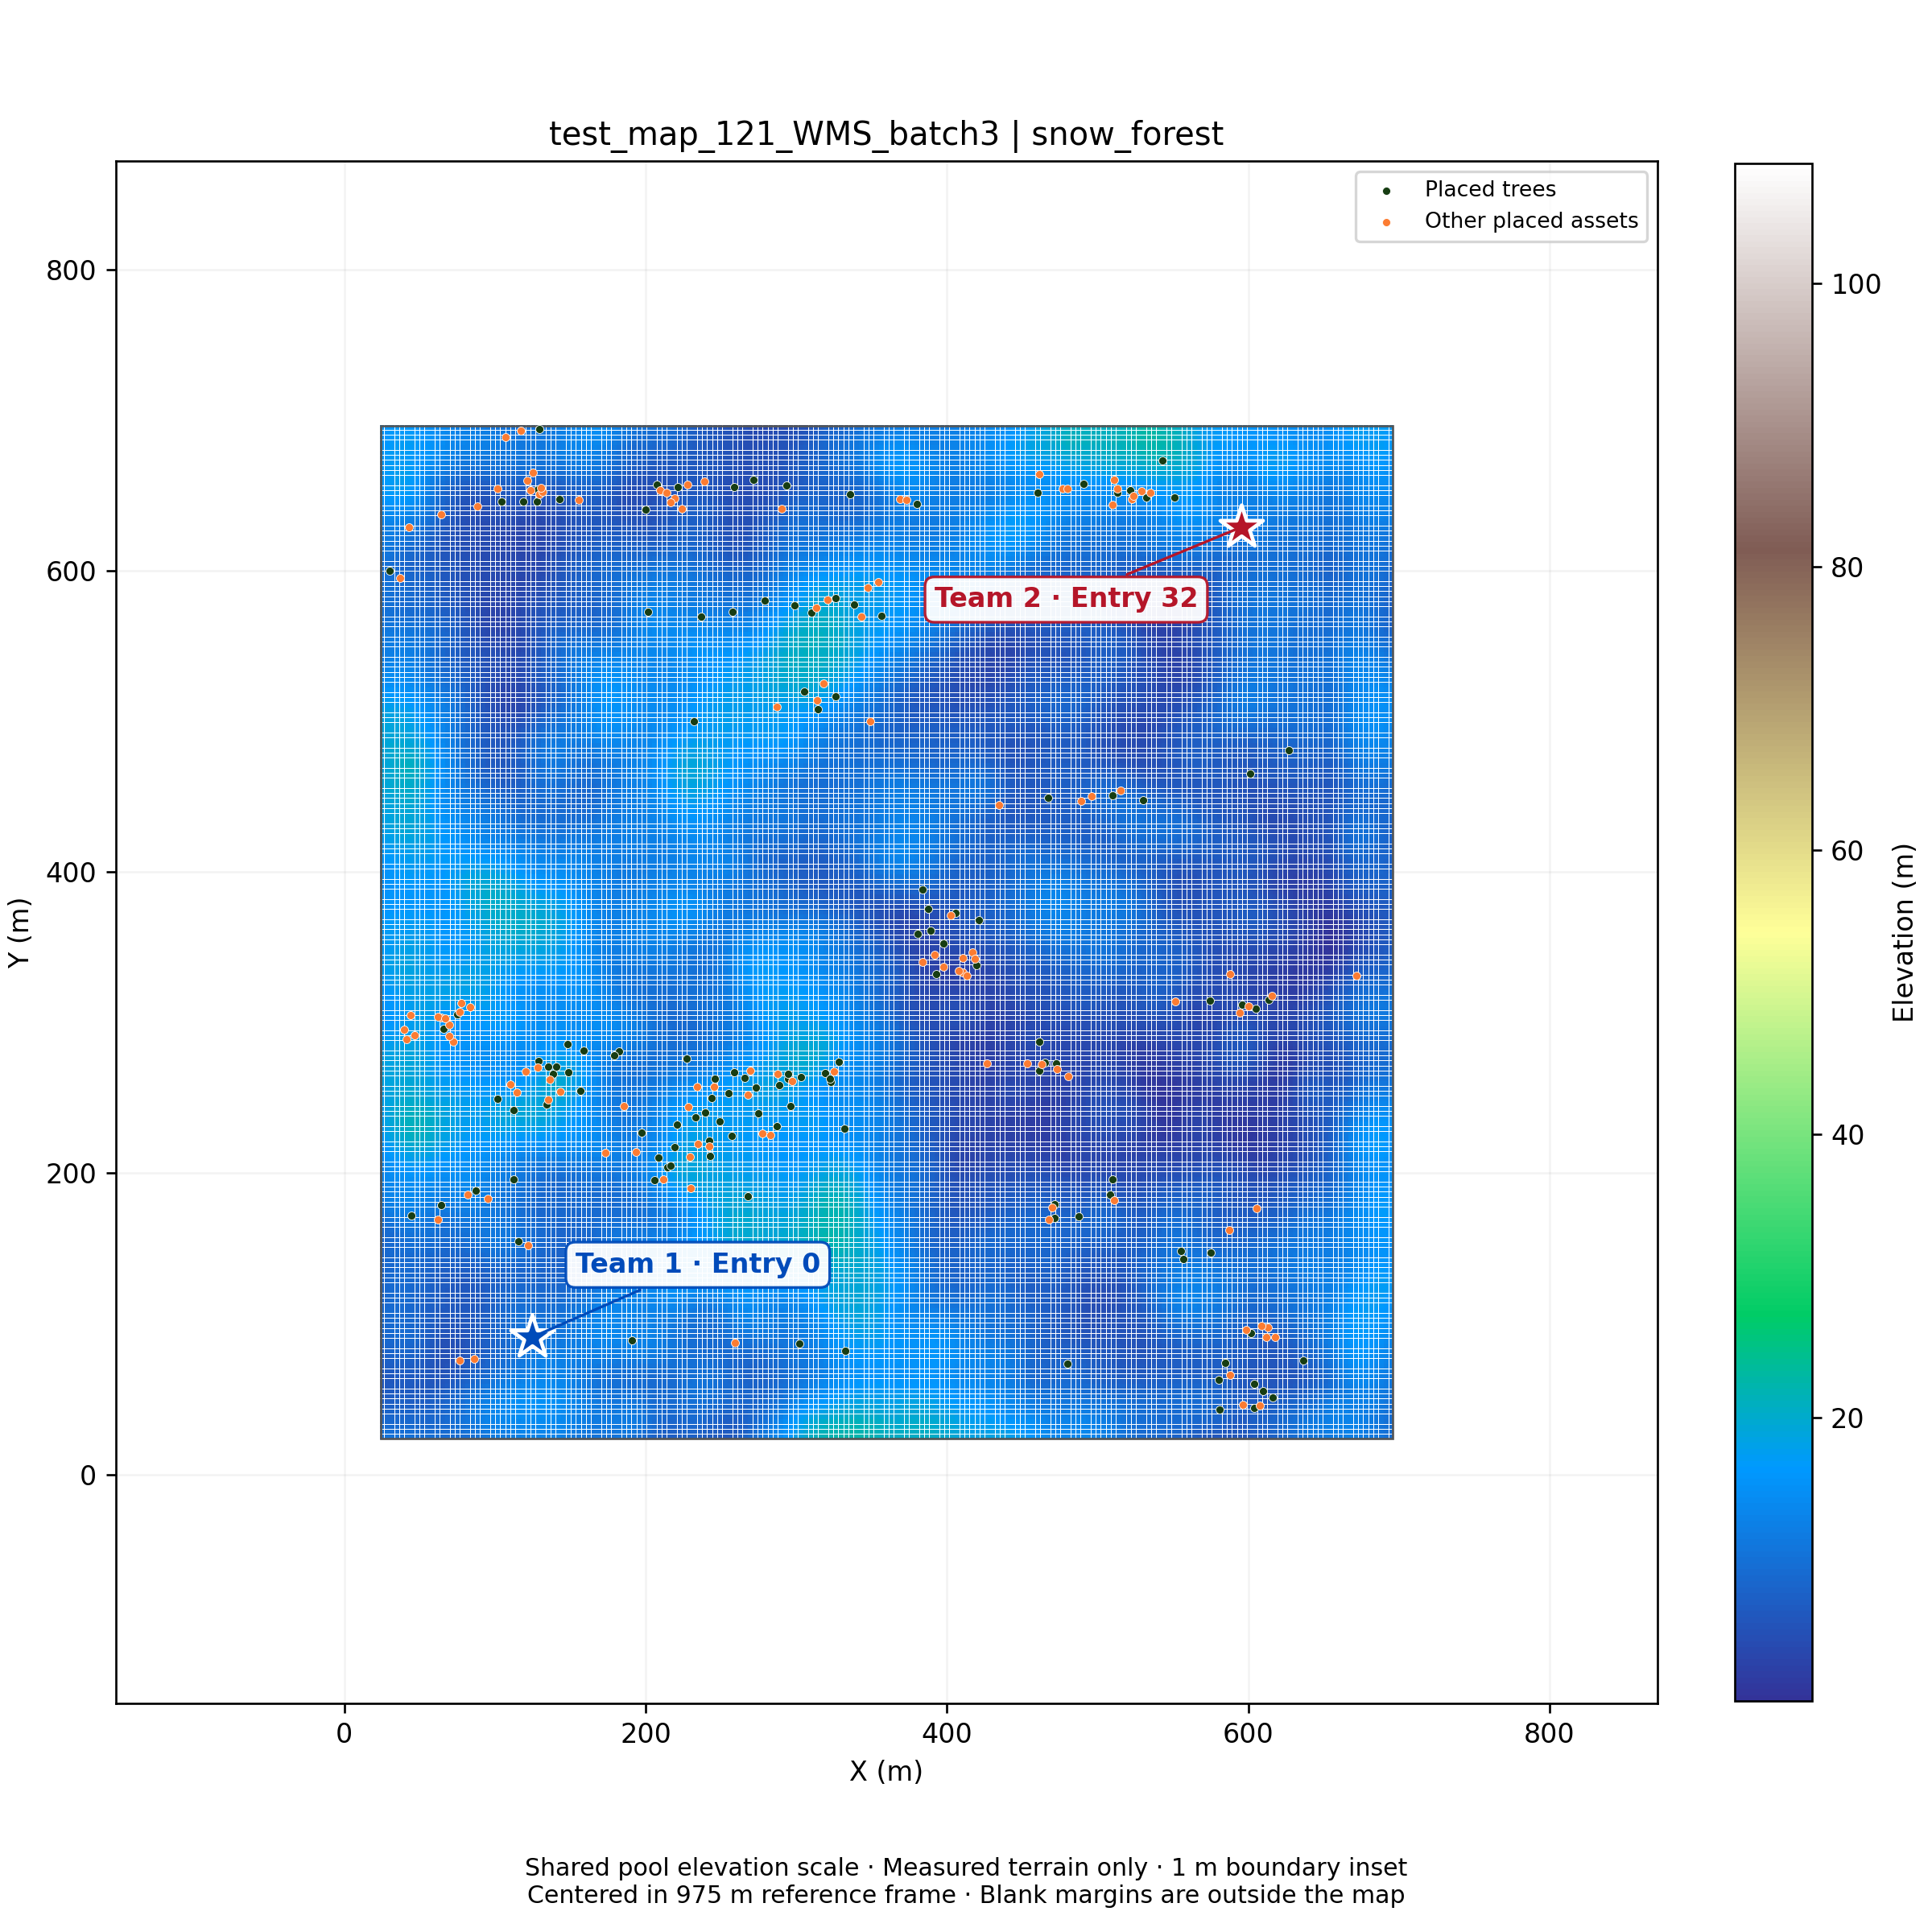 test_map_121_WMS_batch3 | snow_forest
Placed trees
Other placed assets
800
600
400
200
0
Y (m)
Team 2 · Entry 32
Team 1 · Entry 0
0
200
400
600
800
X (m)
100
80
60
40
20
Elevation (m)
Shared pool elevation scale · Measured terrain only · 1 m boundary inset
Centered in 975 m reference frame · Blank margins are outside the map